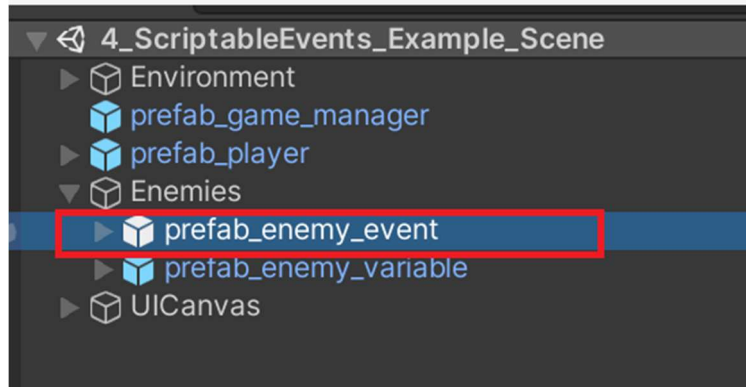 4_ScriptableEvents_Example_Scene
Environment
prefab_game_manager
prefab_player
Enemies
prefab_enemy_event
prefab_enemy_variable
UICanvas